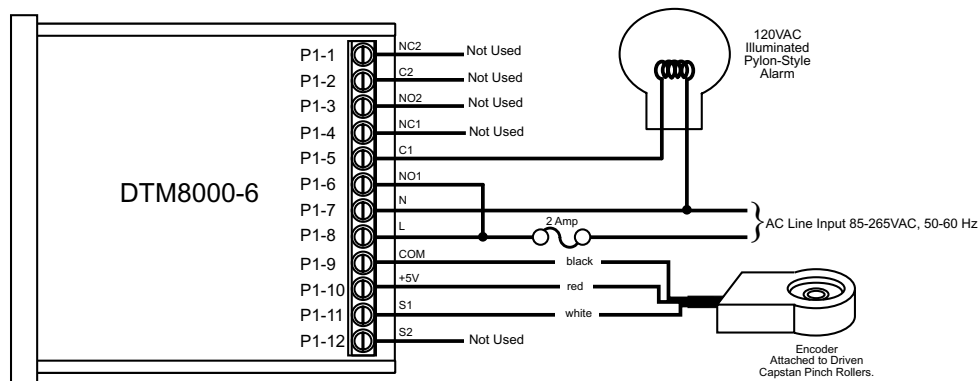 DTM8000-6
P1-1 NC2 Not Used
P1-2 C2 Not Used
P1-3 NO2 Not Used
P1-4 NC1 Not Used
P1-5 C1
P1-6 NO1
P1-7 N
P1-8 L 2 Amp
P1-9 COM black
P1-10 +5V red
P1-11 S1 white
P1-12 S2 Not Used
120VAC
Illuminated
Pylon-Style
Alarm
AC Line Input 85-265VAC, 50-60 Hz
Encoder
Attached to Driven
Capstan Pinch Rollers.